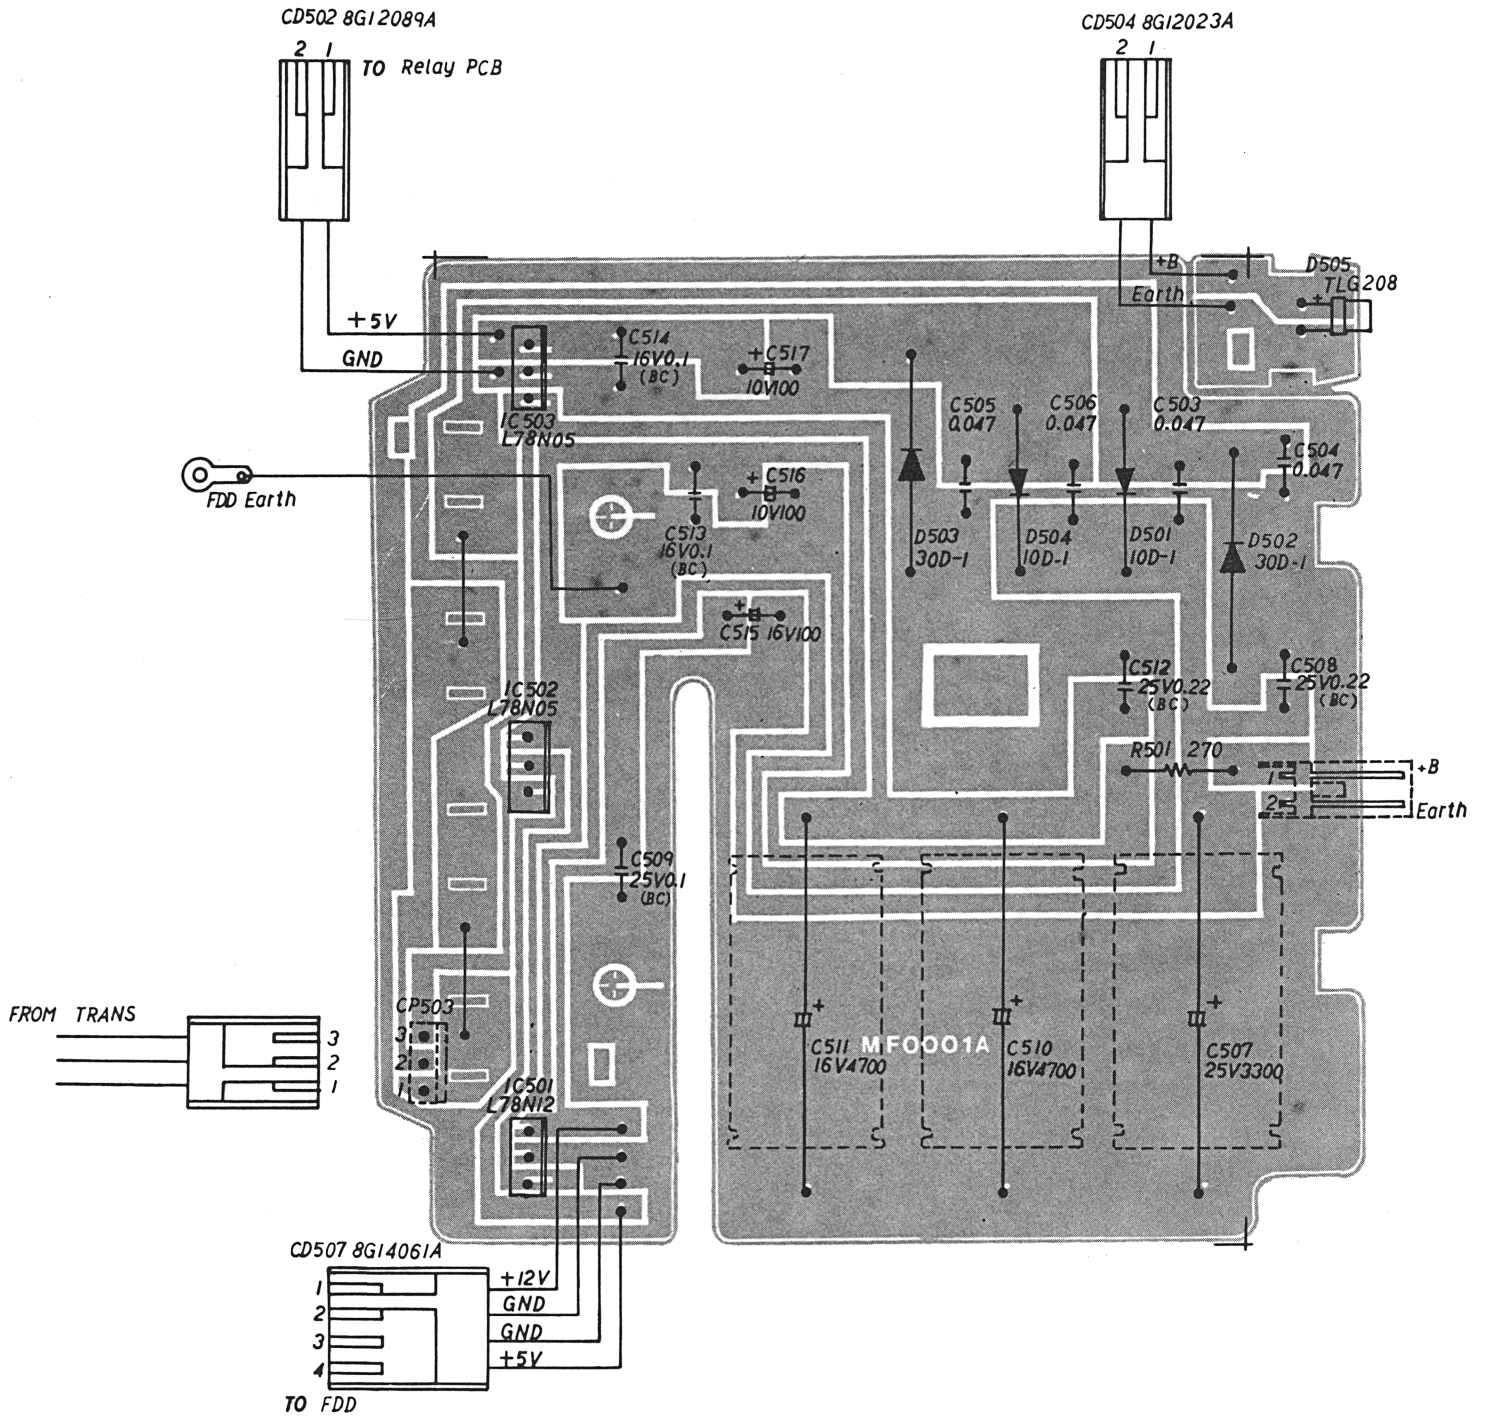 CD502 8G12089A
2 1
TO Relay PCB
CD504 8G12023A
2 1
+B
Earth
D505
TLG208
+
+5V
GND
C514
16V0.1
(BC)
+ C517
10V100
IC503
L78N05
C505
0.047
C506
0.047
C503
0.047
C504
0.047
FDD Earth
+ C516
10V100
C513
16V0.1
(BC)
D503
30D-1
D504
10D-1
D501
10D-1
D502
30D-1
+
C515 16V100
IC502
L78N05
C512
25V0.22
(BC)
C508
25V0.22
(BC)
R501 270
1
2
+B
Earth
C509
25V0.1
(BC)
FROM TRANS
3
2
1
CP503
3
2
1
IC501
L78N12
+
C511
16V4700
MF0001A
+
C510
16V4700
+
C507
25V3300
CD507 8G14061A
1
2
3
4
+12V
GND
GND
+5V
TO FDD